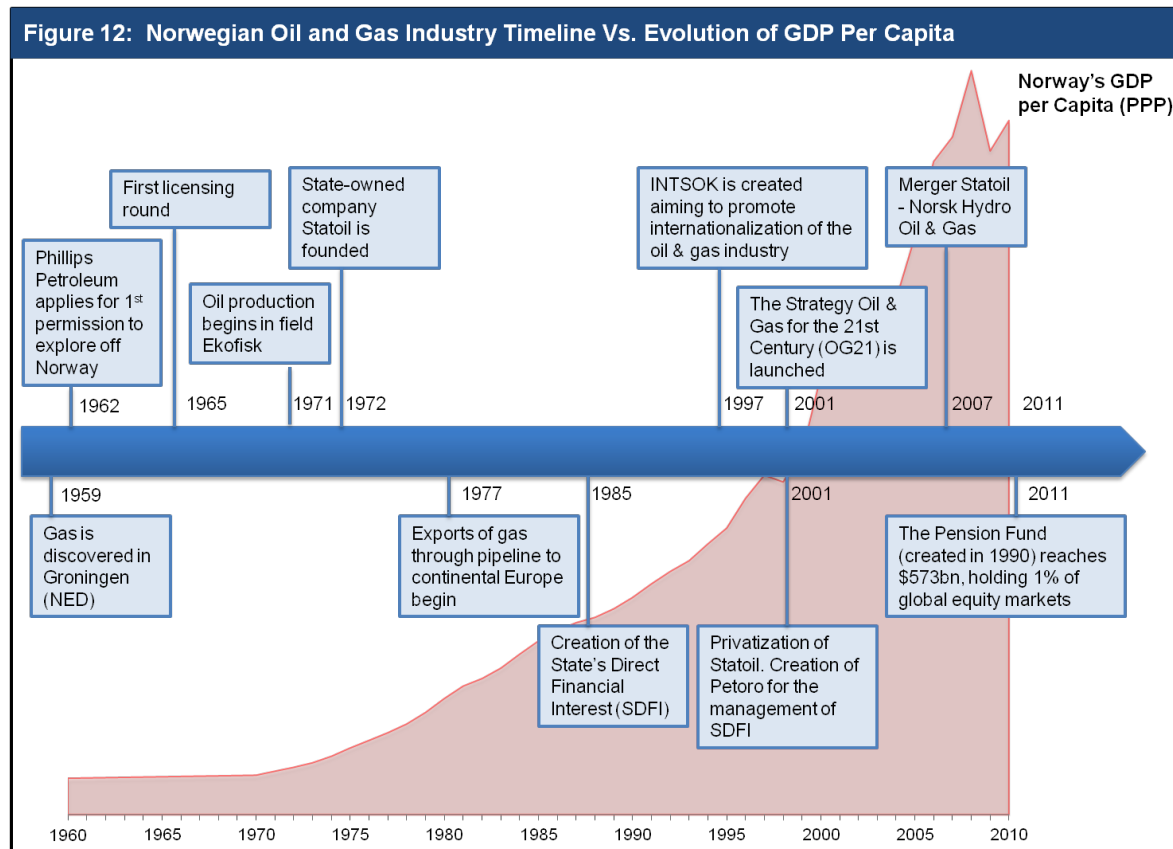 Figure 12:  Norwegian Oil and Gas Industry Timeline Vs. Evolution of GDP Per Capita
Norway's GDP
per Capita (PPP)
Phillips
Petroleum
applies for 1st
permission to
explore off
Norway
1962
First licensing
round
1965
Oil production
begins in field
Ekofisk
1971
State-owned
company
Statoil is
founded
1972
INTSOK is created
aiming to promote
internationalization of the
oil & gas industry
1997
The Strategy Oil &
Gas for the 21st
Century (OG21) is
launched
2001
Merger Statoil
- Norsk Hydro
Oil & Gas
2007
2011
1959
Gas is
discovered in
Groningen
(NED)
1977
Exports of gas
through pipeline to
continental Europe
begin
1985
Creation of the
State's Direct
Financial
Interest (SDFI)
2001
Privatization of
Statoil. Creation of
Petoro for the
management of
SDFI
2011
The Pension Fund
(created in 1990) reaches
$573bn, holding 1% of
global equity markets
1960 1965 1970 1975 1980 1985 1990 1995 2000 2005 2010